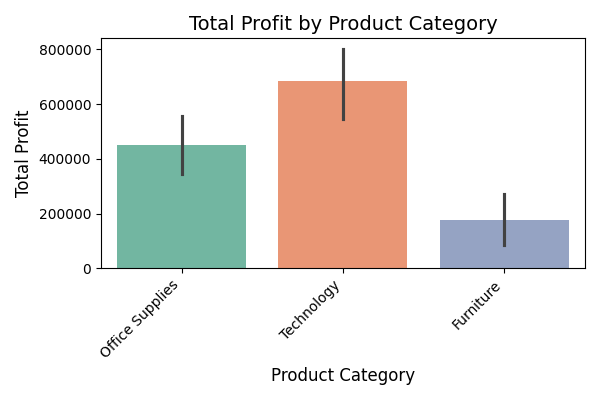 Total Profit by Product Category
Total Profit
800000
600000
400000
200000
0
Office Supplies
Technology
Furniture
Product Category